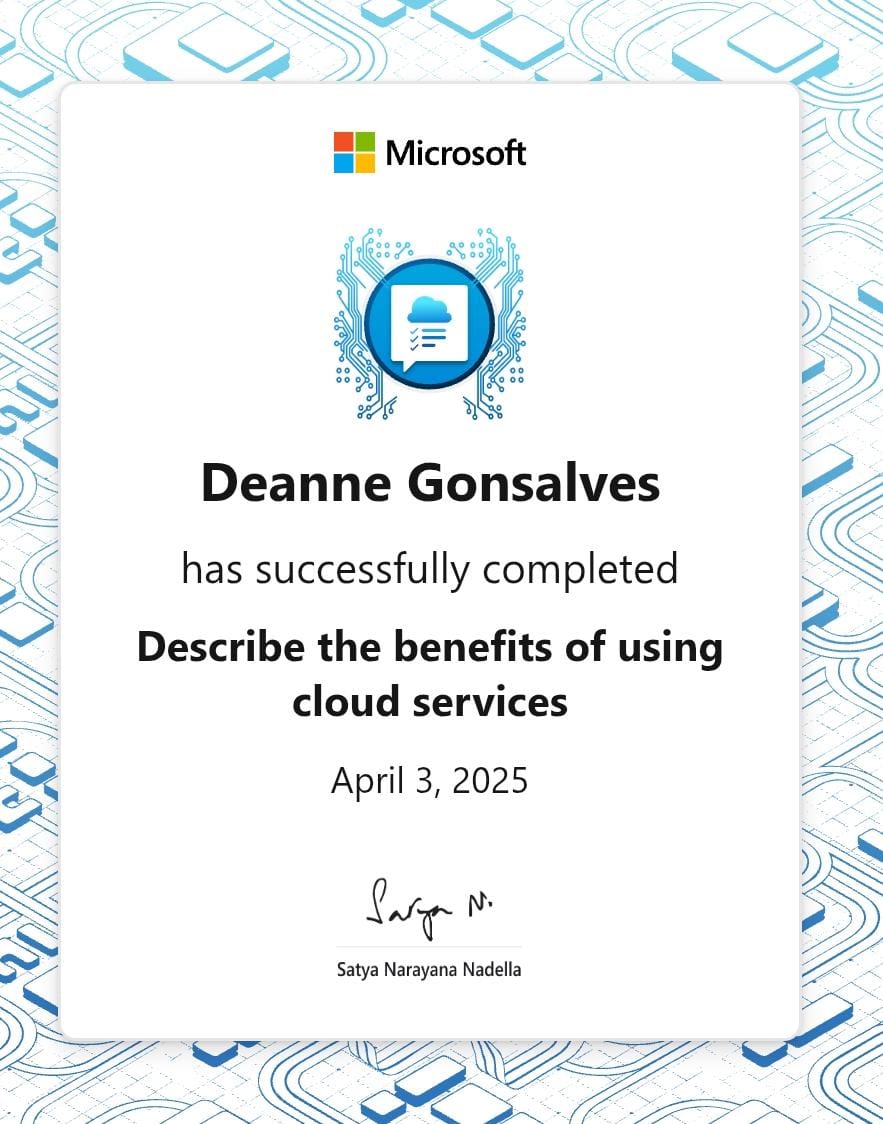 Microsoft
Deanne Gonsalves
has successfully completed
Describe the benefits of using
cloud services
April 3, 2025
Satya N.
Satya Narayana Nadella